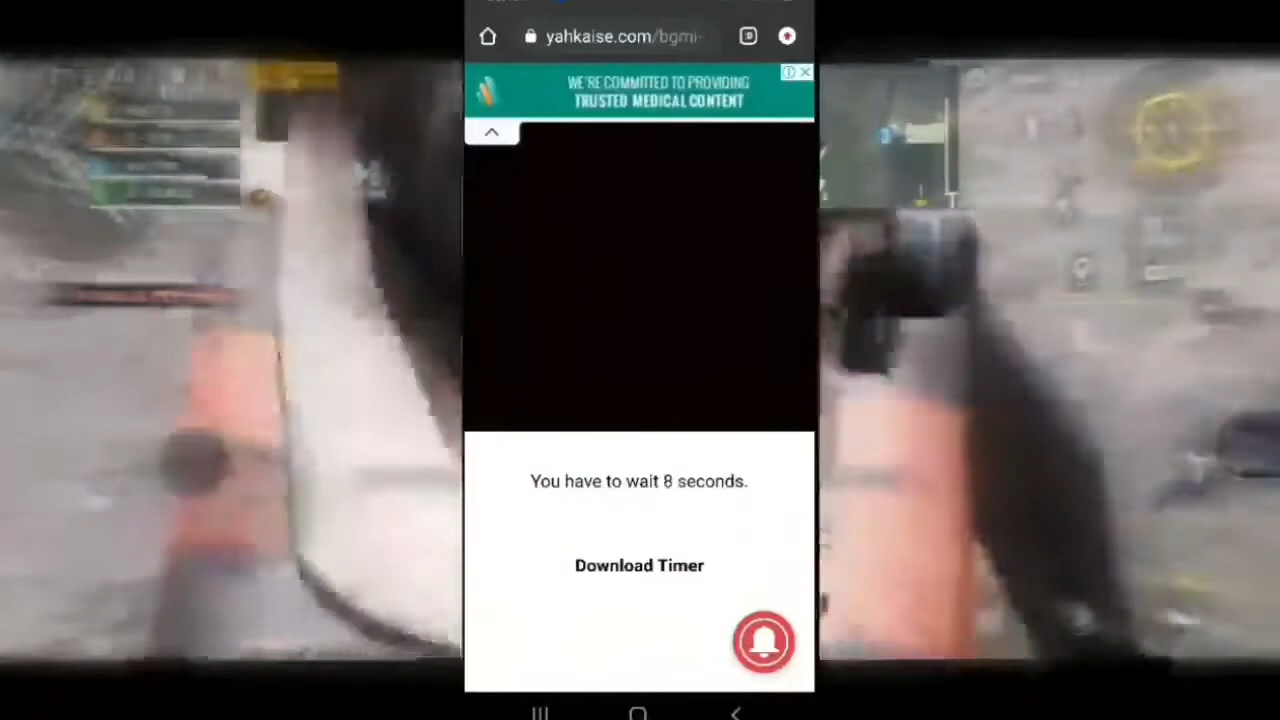 yahkaise.com/bgmi-
WE'RE COMMITTED TO PROVIDING
TRUSTED MEDICAL CONTENT
You have to wait 8 seconds.
Download Timer